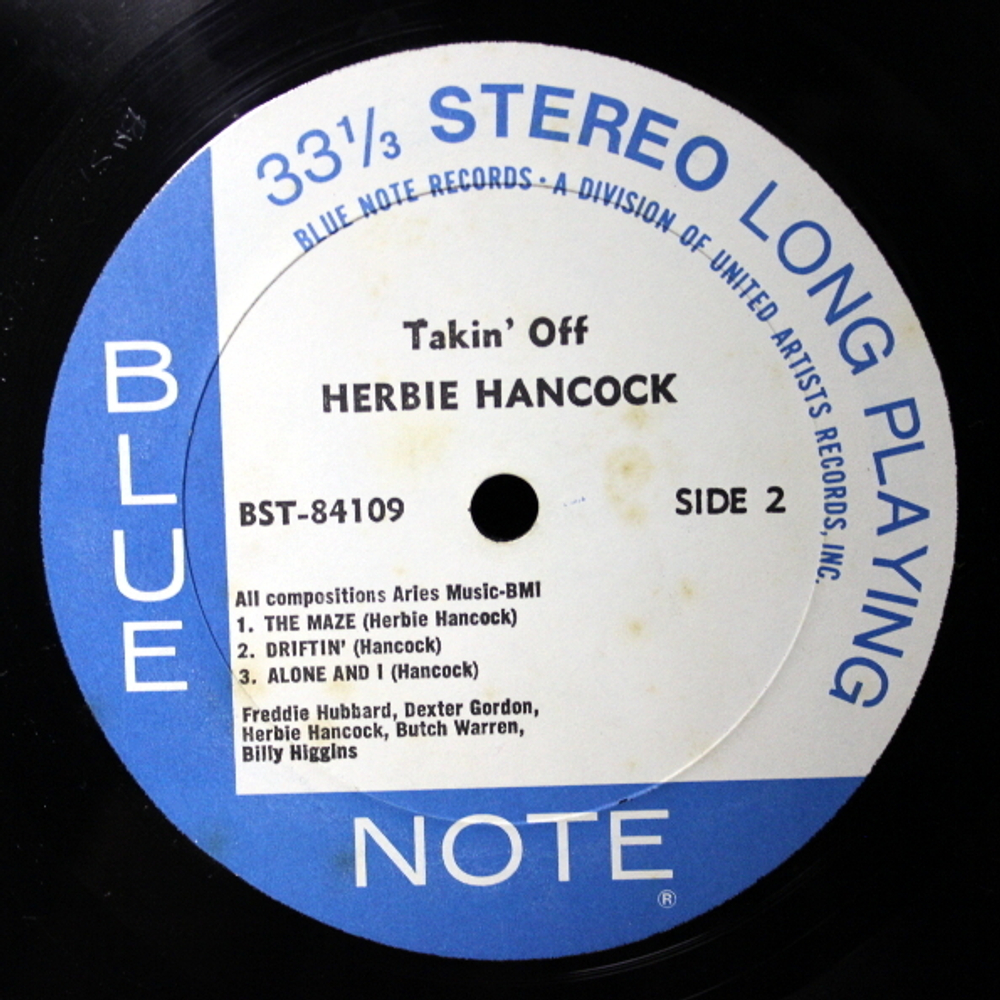 33 1/3 STEREO LONG PLAYING
BLUE NOTE RECORDS · A DIVISION OF UNITED ARTISTS RECORDS, INC.
Takin' Off
HERBIE HANCOCK
BST-84109
SIDE 2
All compositions Aries Music-BMI
1. THE MAZE (Herbie Hancock)
2. DRIFTIN' (Hancock)
3. ALONE AND I (Hancock)
Freddie Hubbard, Dexter Gordon,
Herbie Hancock, Butch Warren,
Billy Higgins
BLUE
NOTE
®